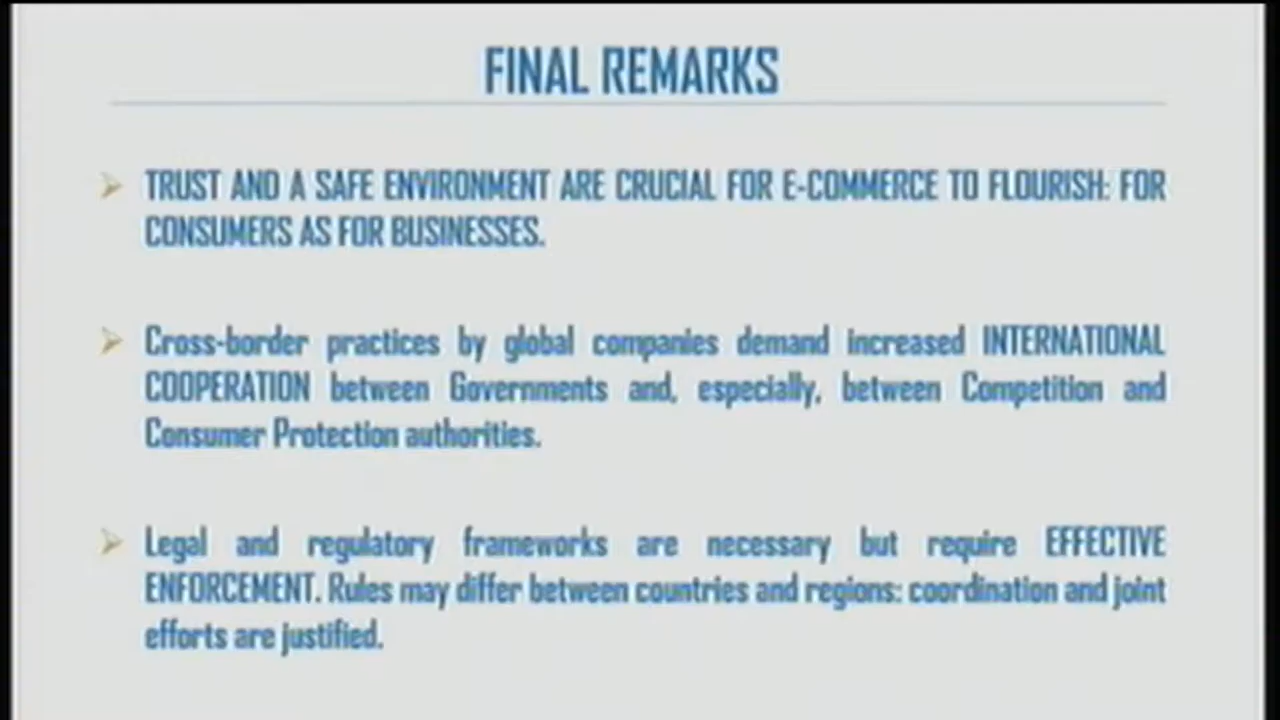 FINAL REMARKS
TRUST AND A SAFE ENVIRONMENT ARE CRUCIAL FOR E-COMMERCE TO FLOURISH: FOR
CONSUMERS AS FOR BUSINESSES.
Cross-border practices by global companies demand increased INTERNATIONAL
COOPERATION between Governments and, especially, between Competition and
Consumer Protection authorities.
Legal and regulatory frameworks are necessary but require EFFECTIVE
ENFORCEMENT. Rules may differ between countries and regions: coordination and joint
efforts are justified.